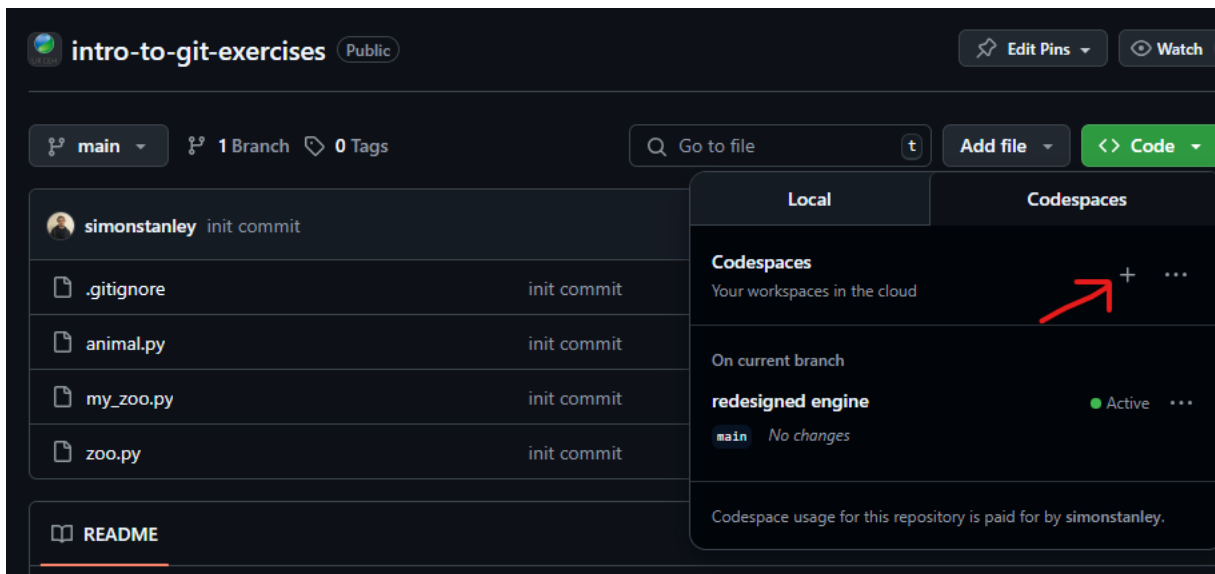 intro-to-git-exercises Public
Edit Pins
Watch
main
1 Branch
0 Tags
Go to file
t
Add file
<> Code
Local
Codespaces
simonstanley init commit
Codespaces
Your workspaces in the cloud
.gitignore
init commit
animal.py
init commit
my_zoo.py
init commit
zoo.py
init commit
On current branch
redesigned engine
Active
main
No changes
Codespace usage for this repository is paid for by simonstanley.
README